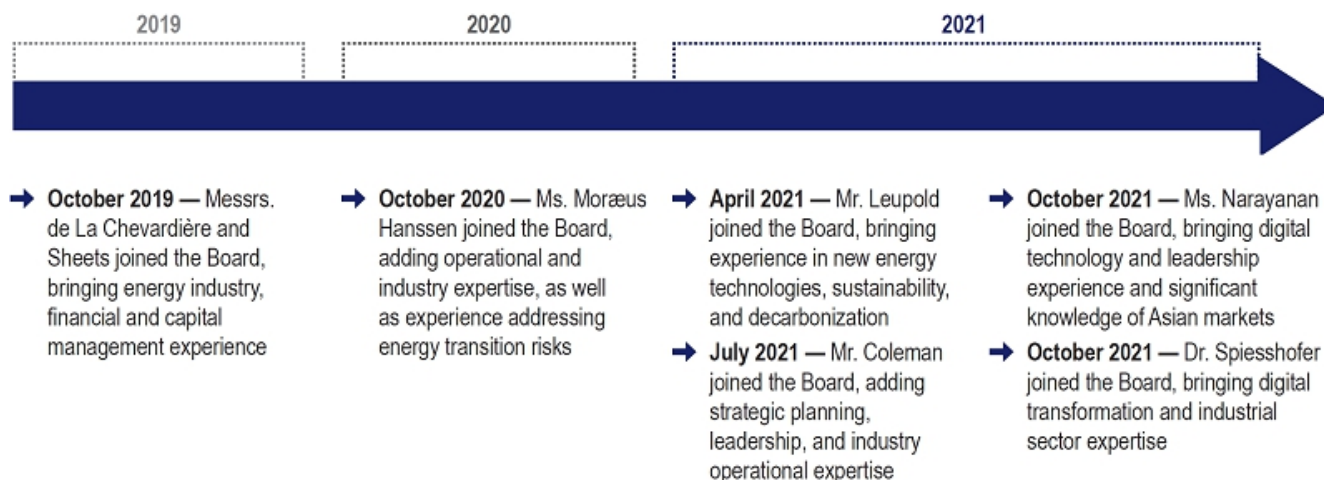 2019
2020
2021
October 2019 — Messrs.
de La Chevardière and
Sheets joined the Board,
bringing energy industry,
financial and capital
management experience
October 2020 — Ms. Moræus
Hanssen joined the Board,
adding operational and
industry expertise, as well
as experience addressing
energy transition risks
April 2021 — Mr. Leupold
joined the Board, bringing
experience in new energy
technologies, sustainability,
and decarbonization
July 2021 — Mr. Coleman
joined the Board, adding
strategic planning,
leadership, and industry
operational expertise
October 2021 — Ms. Narayanan
joined the Board, bringing digital
technology and leadership
experience and significant
knowledge of Asian markets
October 2021 — Dr. Spiesshofer
joined the Board, bringing digital
transformation and industrial
sector expertise